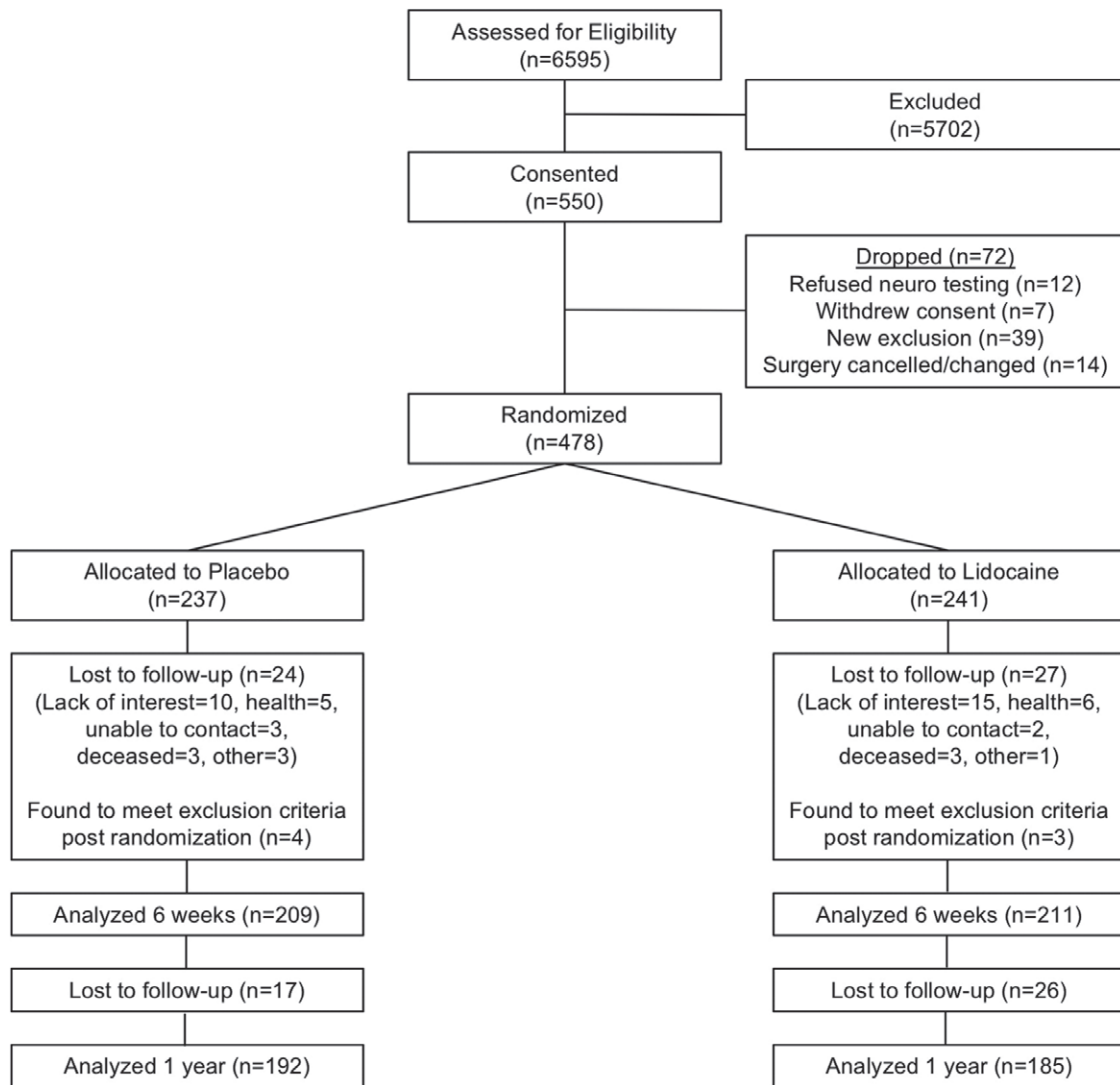 Assessed for Eligibility
(n=6595)
Excluded
(n=5702)
Consented
(n=550)
Dropped (n=72)
Refused neuro testing (n=12)
Withdrew consent (n=7)
New exclusion (n=39)
Surgery cancelled/changed (n=14)
Randomized
(n=478)
Allocated to Placebo
(n=237)
Lost to follow-up (n=24)
(Lack of interest=10, health=5,
unable to contact=3,
deceased=3, other=3)
Found to meet exclusion criteria
post randomization (n=4)
Analyzed 6 weeks (n=209)
Lost to follow-up (n=17)
Analyzed 1 year (n=192)
Allocated to Lidocaine
(n=241)
Lost to follow-up (n=27)
(Lack of interest=15, health=6,
unable to contact=2,
deceased=3, other=1)
Found to meet exclusion criteria
post randomization (n=3)
Analyzed 6 weeks (n=211)
Lost to follow-up (n=26)
Analyzed 1 year (n=185)